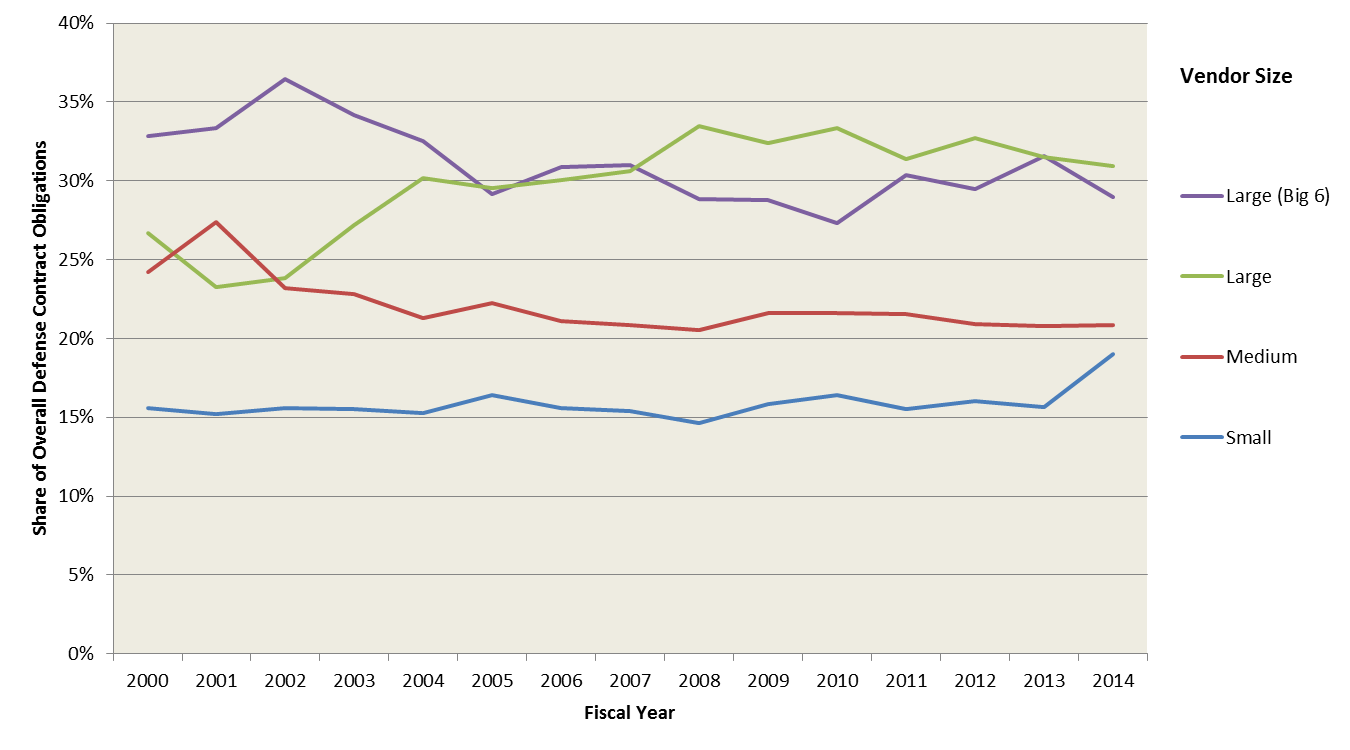 40%
35%
30%
25%
20%
15%
10%
5%
0%
Share of Overall Defense Contract Obligations
2000 2001 2002 2003 2004 2005 2006 2007 2008 2009 2010 2011 2012 2013 2014
Fiscal Year
Vendor Size
Large (Big 6)
Large
Medium
Small